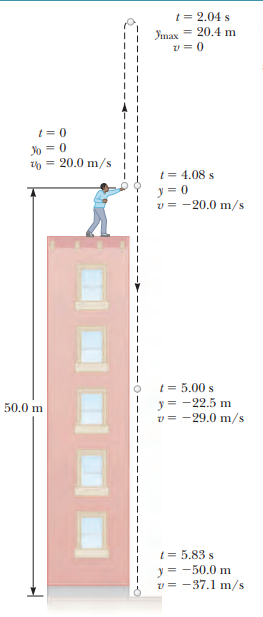 t = 2.04 s
ymax = 20.4 m
v = 0
t = 0
y0 = 0
v0 = 20.0 m/s
t = 4.08 s
y = 0
v = −20.0 m/s
t = 5.00 s
y = −22.5 m
v = −29.0 m/s
50.0 m
t = 5.83 s
y = −50.0 m
v = −37.1 m/s